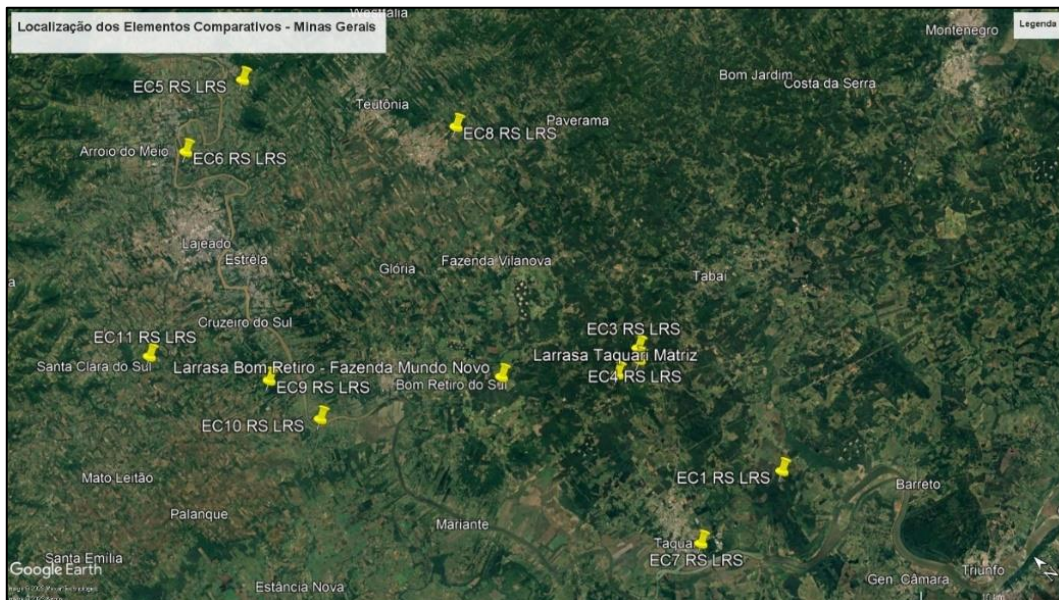 Westfália
Localização dos Elementos Comparativos - Minas Gerais
Legenda
Montenegro
Bom Jardim
Costa da Serra
EC5 RS LRS
Teutônia
Paverama
EC8 RS LRS
Arroio do Meio
EC6 RS LRS
Lajeado
Estrela
Glória
Fazenda Vilanova
Tabaí
a
Cruzeiro do Sul
EC3 RS LRS
EC11 RS LRS
Larrasa Taquari Matriz
Santa Clara do Sul
Larrasa Bom Retiro - Fazenda Mundo Novo
EC4 RS LRS
Bom Retiro do Sul
EC9 RS LRS
EC10 RS LRS
EC1 RS LRS
Mato Leitão
Barreto
Palanque
Mariante
Taqua
EC7 RS LRS
Santa Emília
Google Earth
Triunfo
Gen. Câmara
Estância Nova
N